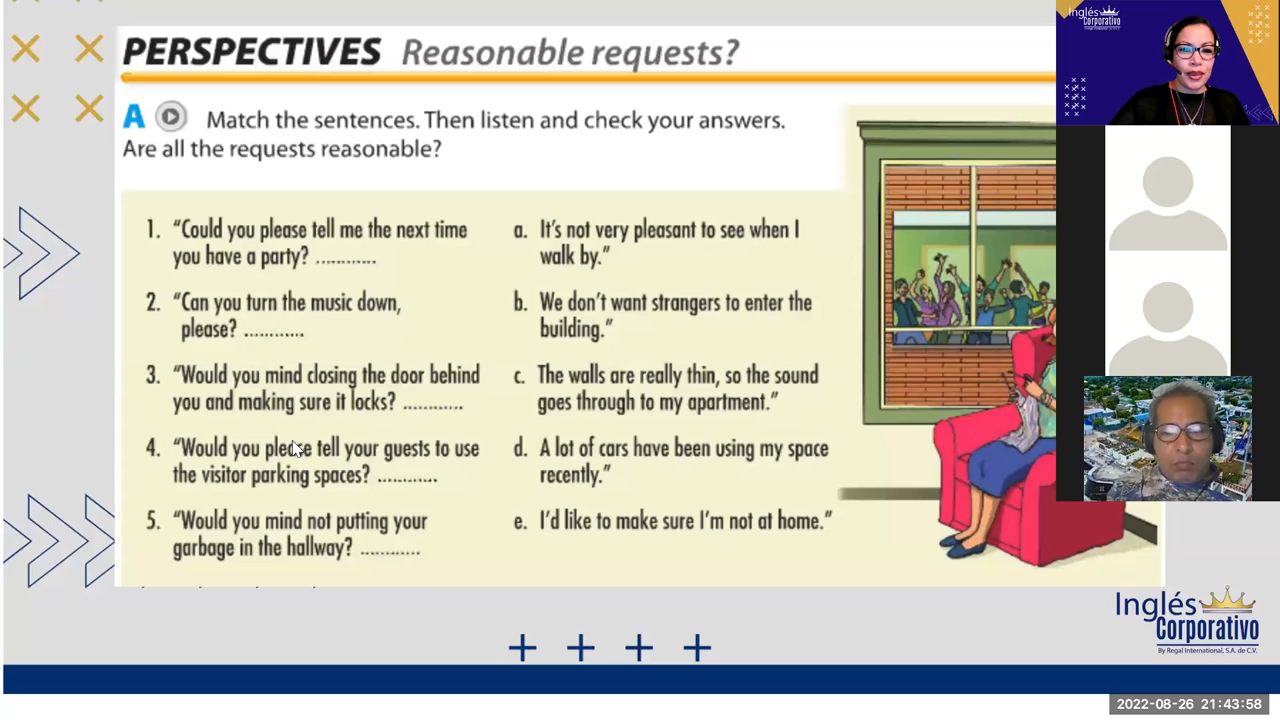 PERSPECTIVES Reasonable requests?
A Match the sentences. Then listen and check your answers.
Are all the requests reasonable?
1. “Could you please tell me the next time
you have a party? ............
2. “Can you turn the music down,
please? ............
3. “Would you mind closing the door behind
you and making sure it locks? ............
4. “Would you please tell your guests to use
the visitor parking spaces? ............
5. “Would you mind not putting your
garbage in the hallway? ............
a. It’s not very pleasant to see when I
walk by.”
b. We don’t want strangers to enter the
building.”
c. The walls are really thin, so the sound
goes through to my apartment.”
d. A lot of cars have been using my space
recently.”
e. I’d like to make sure I’m not at home.”
Inglés
Corporativo
Inglés
Corporativo
By Regal International, S.A. de C.V.
2022-08-26 21:43:58